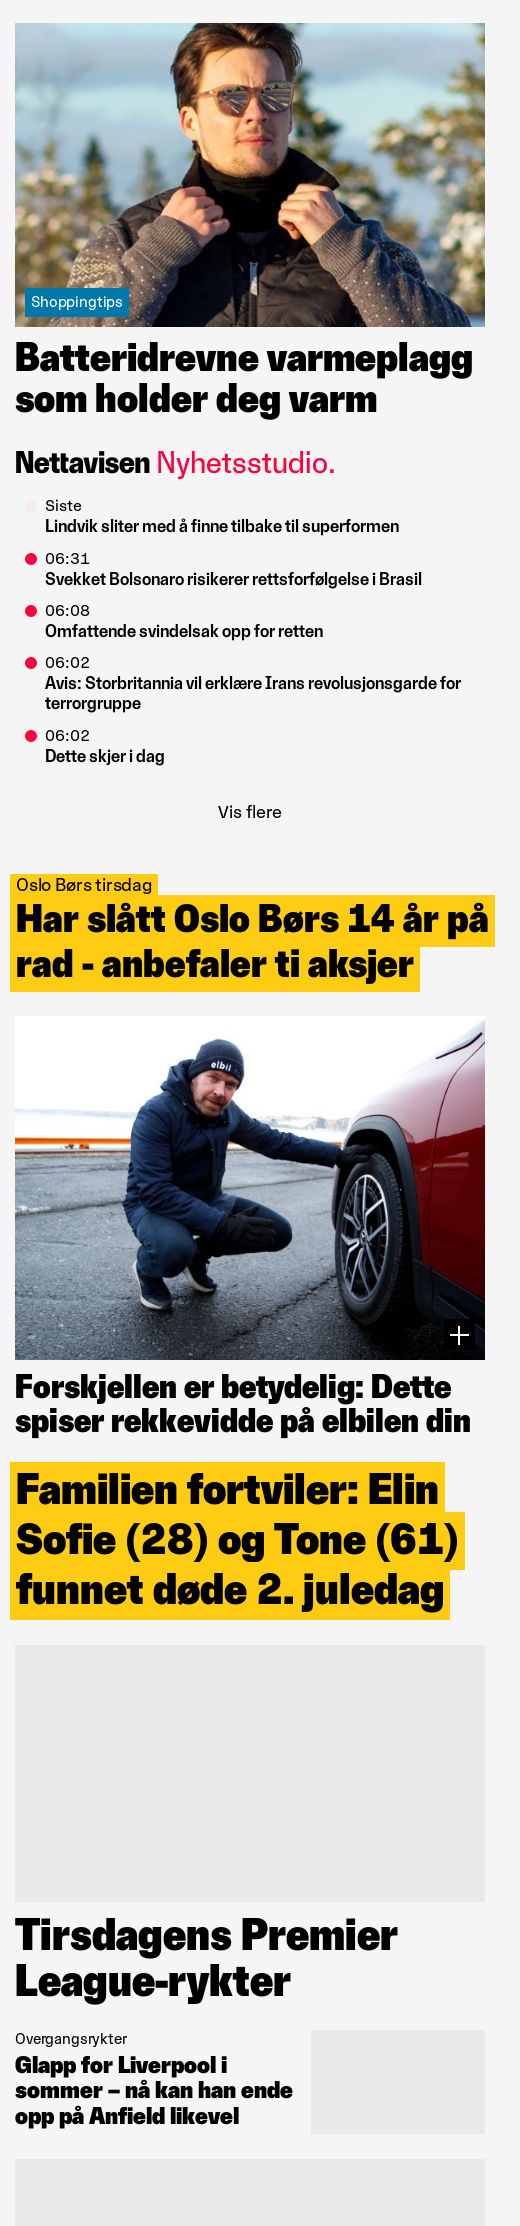 Shoppingtips
Batteridrevne varmeplagg
som holder deg varm
Nettavisen Nyhetsstudio.
Siste
Lindvik sliter med å finne tilbake til superformen
06:31
Svekket Bolsonaro risikerer rettsforfølgelse i Brasil
06:08
Omfattende svindelsak opp for retten
06:02
Avis: Storbritannia vil erklære Irans revolusjonsgarde for
terrorgruppe
06:02
Dette skjer i dag
Vis flere
Oslo Børs tirsdag
Har slått Oslo Børs 14 år på
rad - anbefaler ti aksjer
elbil
Forskjellen er betydelig: Dette
spiser rekkevidde på elbilen din
Familien fortviler: Elin
Sofie (28) og Tone (61)
funnet døde 2. juledag
Tirsdagens Premier
League-rykter
Overgangsrykter
Glapp for Liverpool i
sommer – nå kan han ende
opp på Anfield likevel